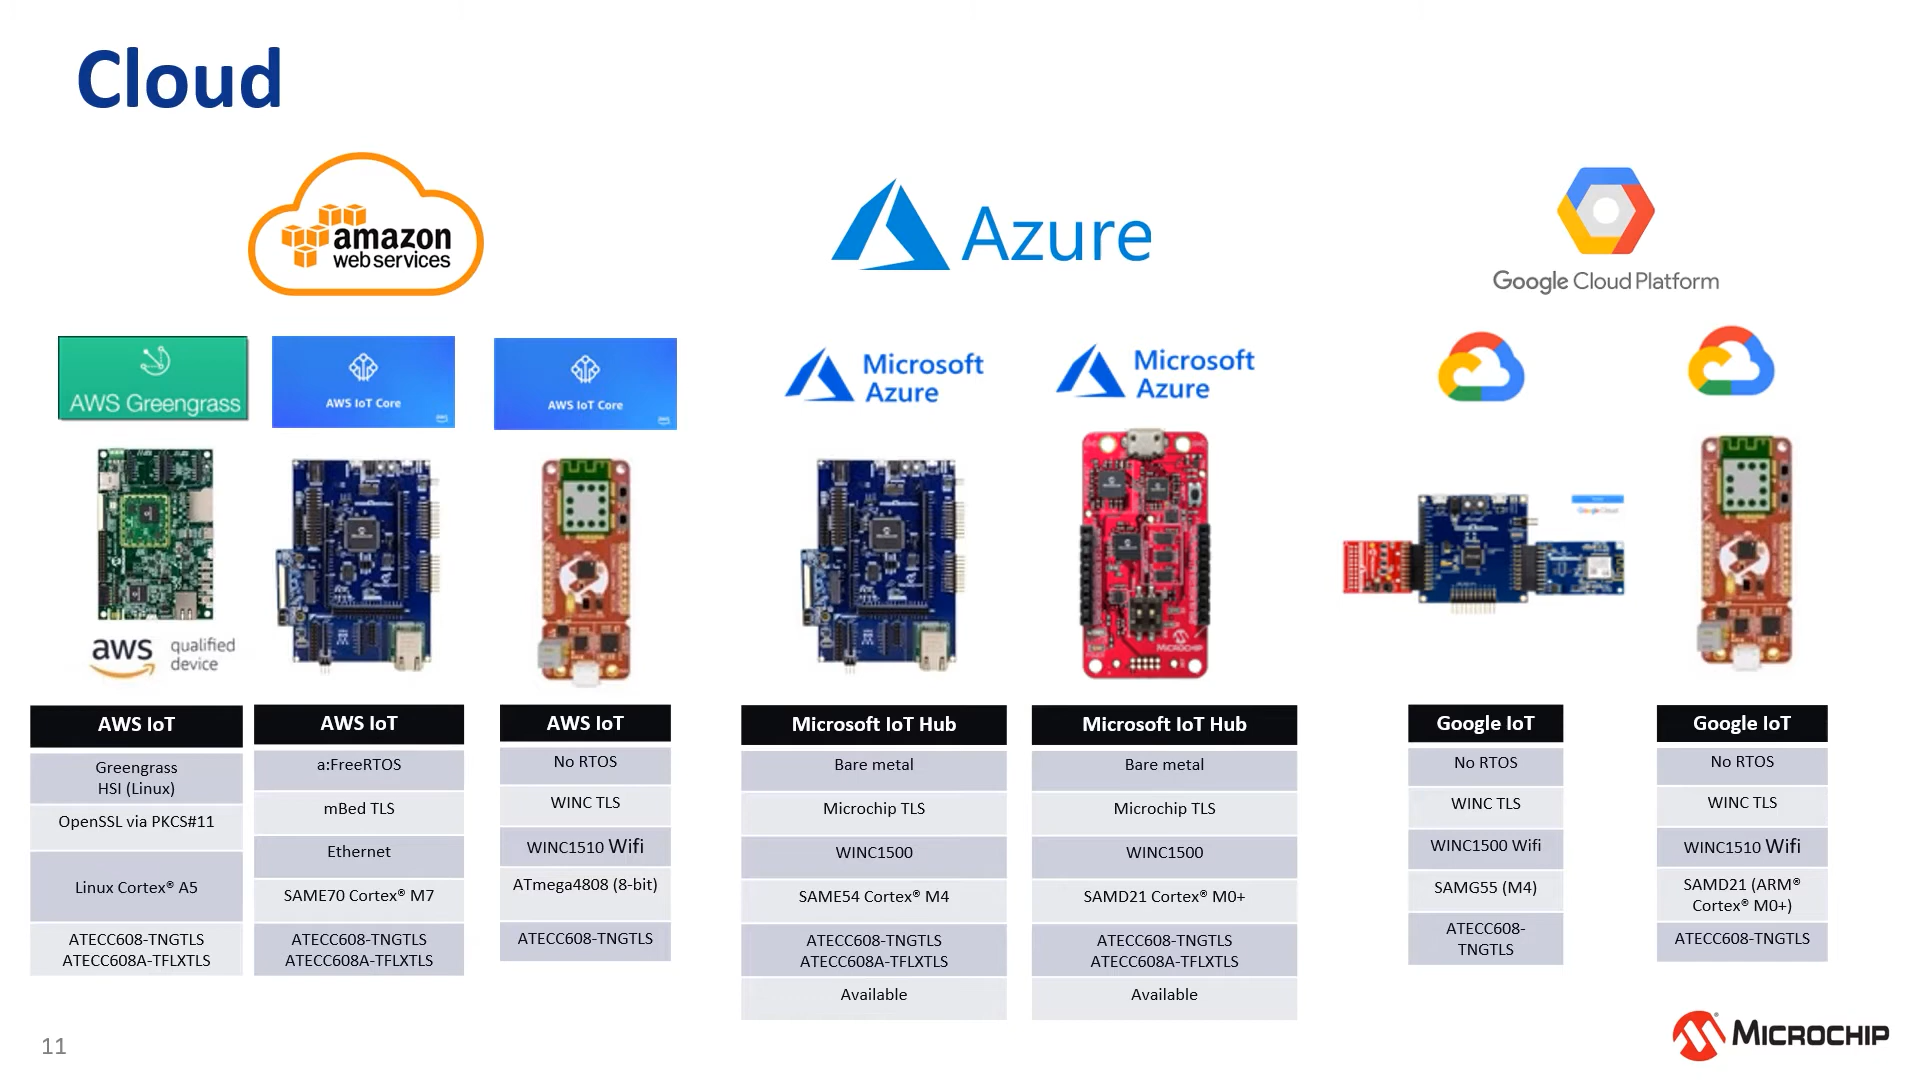 Cloud
amazon
web services
Azure
Google Cloud Platform
AWS Greengrass
AWS IoT Core
aws
AWS IoT Core
aws
Microsoft
Azure
Microsoft
Azure
aws qualified
device
MICROCHIP
Google Cloud
AWS IoT
Greengrass
HSI (Linux)
OpenSSL via PKCS#11
Linux Cortex® A5
ATECC608-TNGTLS
ATECC608A-TFLXTLS
AWS IoT
a:FreeRTOS
mBed TLS
Ethernet
SAME70 Cortex® M7
ATECC608-TNGTLS
ATECC608A-TFLXTLS
AWS IoT
No RTOS
WINC TLS
WINC1510 Wifi
ATmega4808 (8-bit)
ATECC608-TNGTLS
Microsoft IoT Hub
Bare metal
Microchip TLS
WINC1500
SAME54 Cortex® M4
ATECC608-TNGTLS
ATECC608A-TFLXTLS
Available
Microsoft IoT Hub
Bare metal
Microchip TLS
WINC1500
SAMD21 Cortex® M0+
ATECC608-TNGTLS
ATECC608A-TFLXTLS
Available
Google IoT
No RTOS
WINC TLS
WINC1500 Wifi
SAMG55 (M4)
ATECC608-
TNGTLS
Google IoT
No RTOS
WINC TLS
WINC1510 Wifi
SAMD21 (ARM®
Cortex® M0+)
ATECC608-TNGTLS
11
MICROCHIP